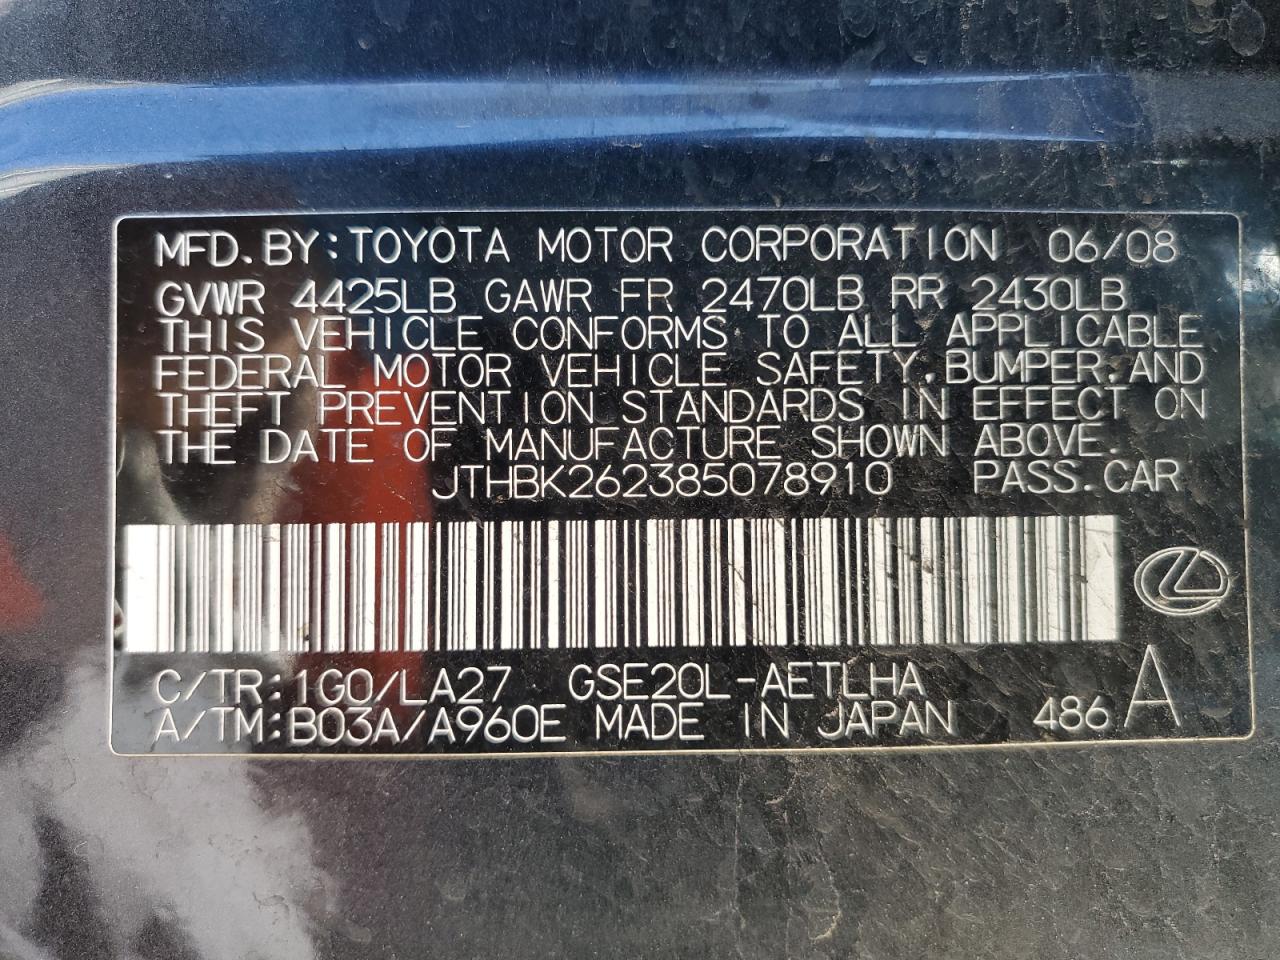 MFD.BY:TOYOTA MOTOR CORPORATION 06/08
GVWR 4425LB GAWR FR 2470LB RR 2430LB
THIS VEHICLE CONFORMS TO ALL APPLICABLE
FEDERAL MOTOR VEHICLE SAFETY,BUMPER,AND
THEFT PREVENTION STANDARDS IN EFFECT ON
THE DATE OF MANUFACTURE SHOWN ABOVE.
JTHBK262385078910 PASS.CAR
C/TR:1G0/LA27 GSE20L-AETLHA
A/TM:B03A/A960E MADE IN JAPAN 486 A